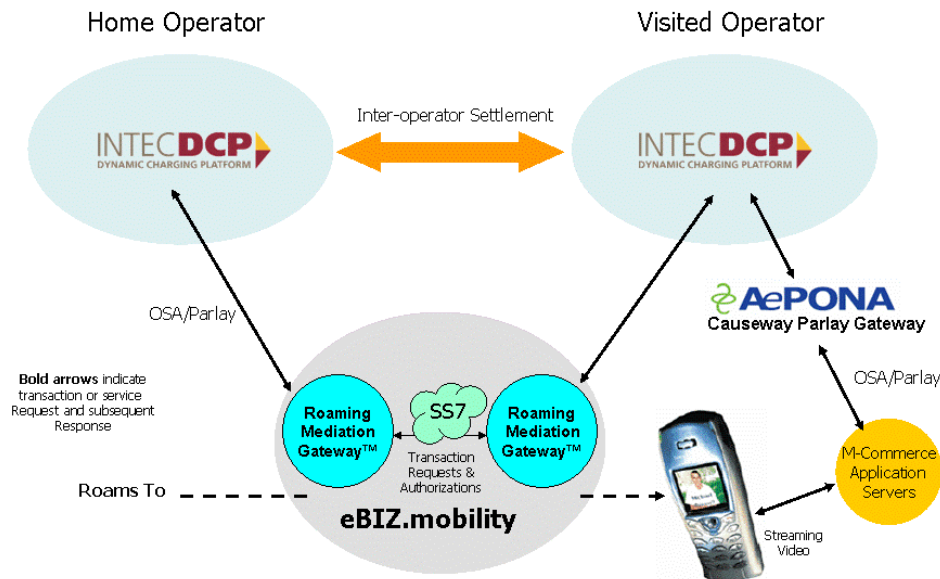 Home Operator
Visited Operator
Inter-operator Settlement
INTECDCP
DYNAMIC CHARGING PLATFORM
INTECDCP
DYNAMIC CHARGING PLATFORM
OSA/Parlay
AePONA
Causeway Parlay Gateway
OSA/Parlay
Bold arrows indicate
transaction or service
Request and subsequent
Response
Roaming
Mediation
Gateway™
SS7
Roaming
Mediation
Gateway™
Transaction
Requests &
Authorizations
M-Commerce
Application
Servers
Roams To
eBIZ.mobility
Streaming
Video